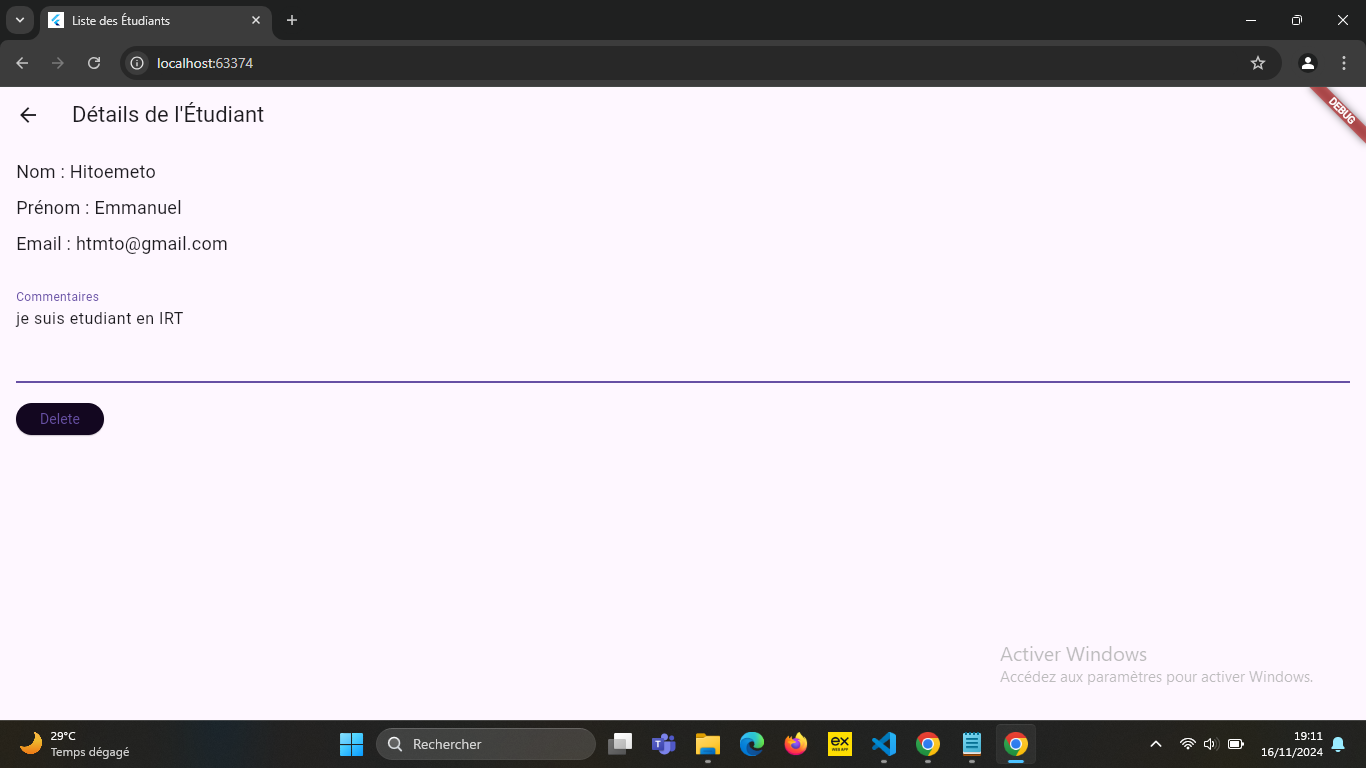 Liste des Étudiants
localhost:63374
Détails de l'Étudiant
DEBUG
Nom : Hitoemeto
Prénom : Emmanuel
Email : htmto@gmail.com
Commentaires
je suis etudiant en IRT
Delete
Activer Windows
Accédez aux paramètres pour activer Windows.
29°C
Temps dégagé
Rechercher
ex
WEB APP
19:11
16/11/2024